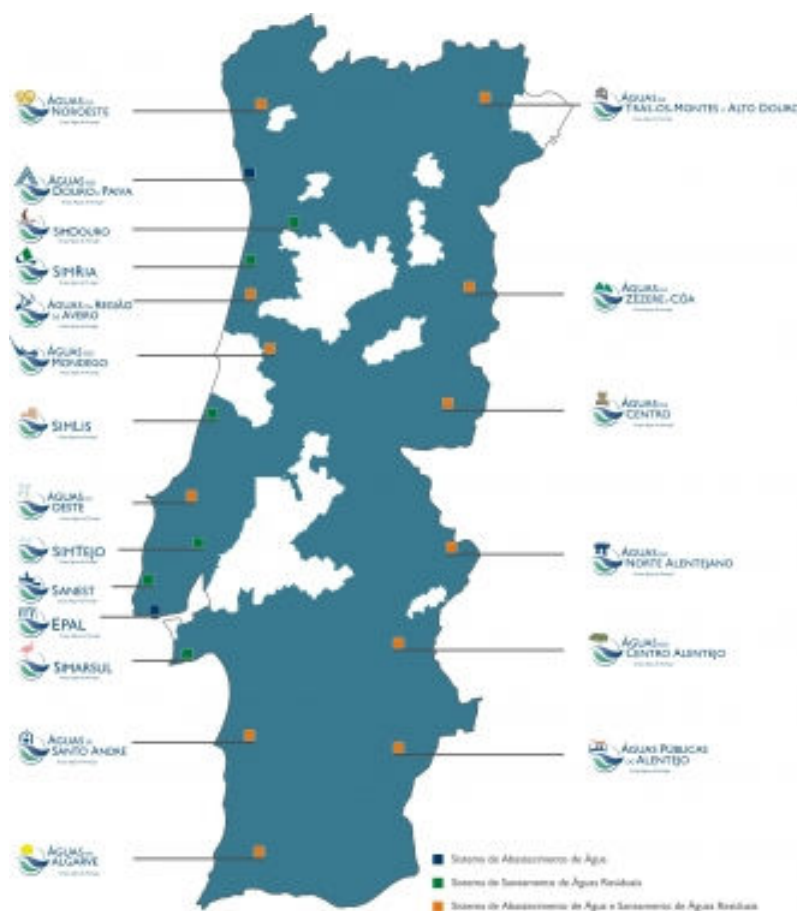 ÁGUAS DO
NOROESTE
ÁGUAS DO
DOURO E PAIVA
SIMDOURO
SIMRIA
ÁGUAS DA REGIÃO
DE AVEIRO
ÁGUAS DO
MONDEGO
SIMLIS
ÁGUAS DO
OESTE
SIMTEJO
SANEST
EPAL
SIMARSUL
ÁGUAS DE
SANTO ANDRÉ
ÁGUAS DO
ALGARVE
ÁGUAS DE
TRÁS-OS-MONTES E ALTO DOURO
ÁGUAS DO
ZÊZERE E CÔA
ÁGUAS DO
CENTRO
ÁGUAS DO
NORTE ALENTEJANO
ÁGUAS DO
CENTRO ALENTEJO
ÁGUAS PÚBLICAS
DO ALENTEJO
Sistema de Abastecimento de Água
Sistema de Saneamento de Águas Residuais
Sistema de Abastecimento de Água e Saneamento de Águas Residuais